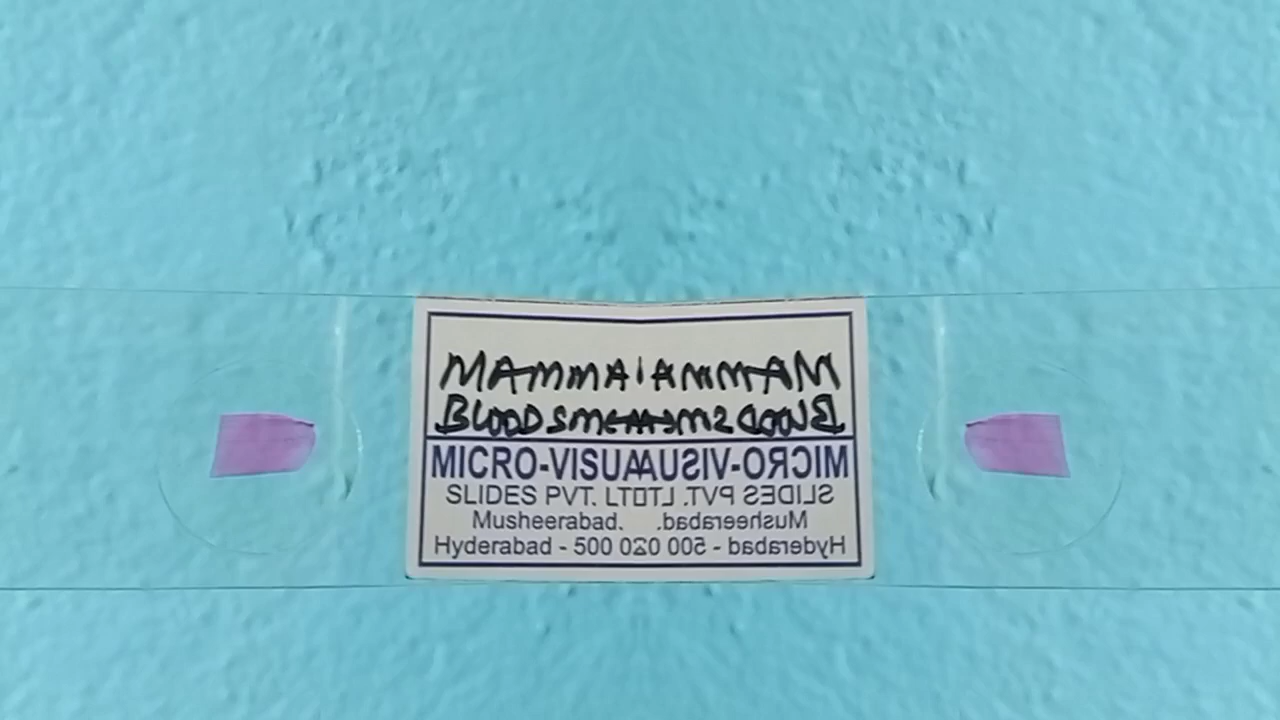 MAMMA
BLOOD SME
MICRO-VISUA
SLIDES PVT. LT
Musheerabad.
Hyderabad - 500 020